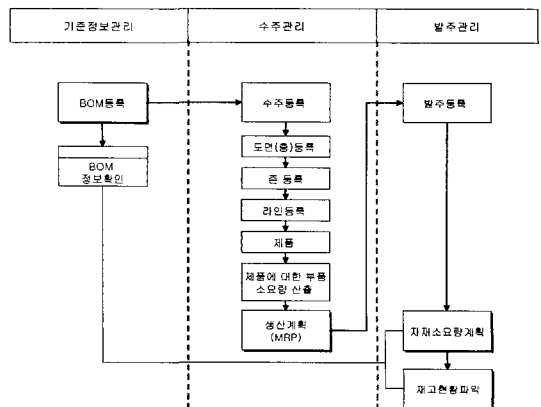 기준정보관리
수주관리
발주관리
BOM등록
수주등록
발주등록
도면(층)등록
BOM
정보확인
존 등록
라인등록
제품
제품에 대한 부품
소요량 산출
생산계획
(MRP)
자재소요량계획
재고현황파악